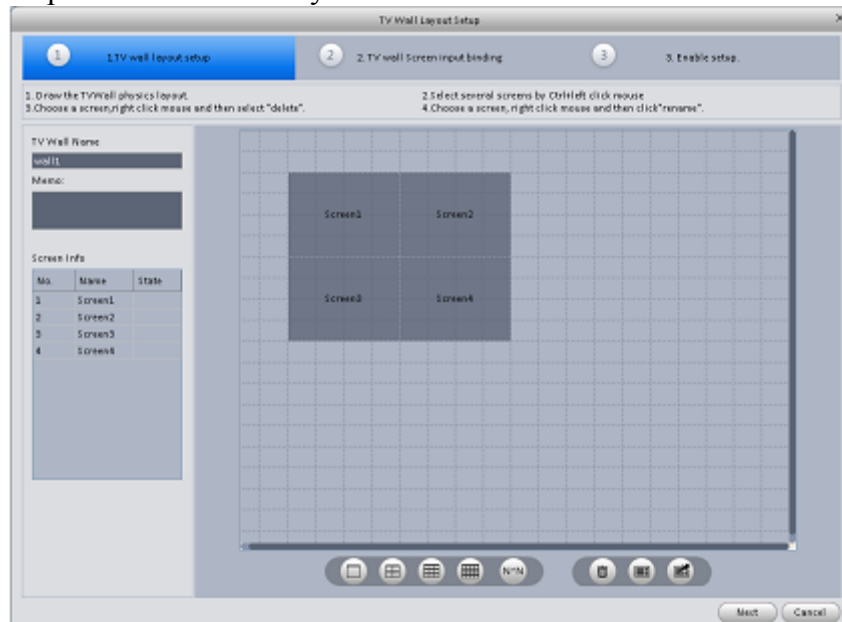 TV Wall Layout Setup
1 1.TV wall layout setup 2 2. TV wall Screen input binding 3 3. Enable setup.
1. Draw the TVWall physics layout. 2.Select several screens by Ctrl+left click mouse
3.Choose a screen,right click mouse and then select "delete". 4.Choose a screen, right click mouse and then click"rename".
TV Wall Name
wall1
Memo:
Screen Info
No. Name State
1 Screen1
2 Screen2
3 Screen3
4 Screen4
Screen1 Screen2
Screen3 Screen4
N*N
Next Cancel